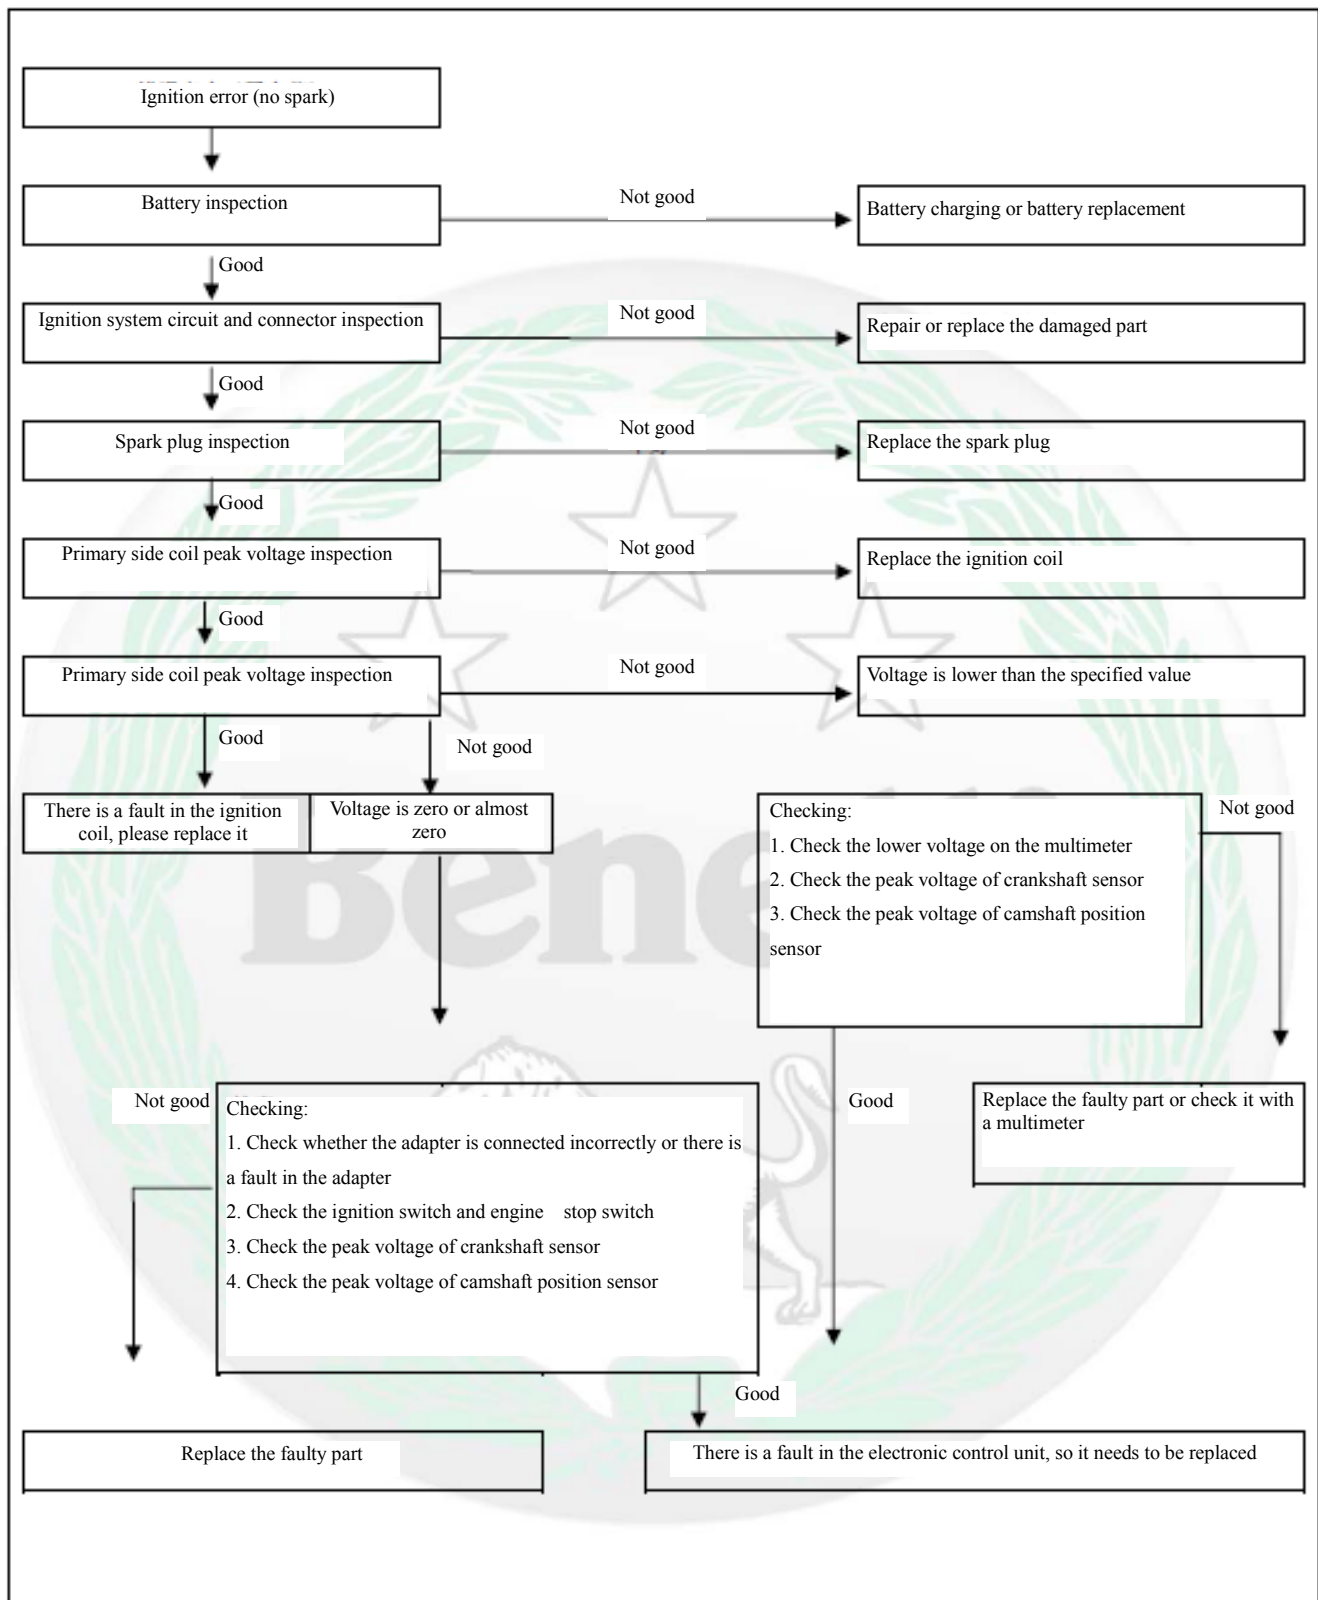 Ignition error (no spark)
Battery inspection
Not good
Battery charging or battery replacement
Good
Ignition system circuit and connector inspection
Not good
Repair or replace the damaged part
Good
Spark plug inspection
Not good
Replace the spark plug
Good
Primary side coil peak voltage inspection
Not good
Replace the ignition coil
Good
Primary side coil peak voltage inspection
Not good
Voltage is lower than the specified value
Good
Not good
There is a fault in the ignition
coil, please replace it
Voltage is zero or almost
zero
Checking:
1. Check the lower voltage on the multimeter
2. Check the peak voltage of crankshaft sensor
3. Check the peak voltage of camshaft position
sensor
Not good
Not good
Checking:
1. Check whether the adapter is connected incorrectly or there is
a fault in the adapter
2. Check the ignition switch and engine stop switch
3. Check the peak voltage of crankshaft sensor
4. Check the peak voltage of camshaft position sensor
Good
Replace the faulty part or check it with
a multimeter
Good
Replace the faulty part
There is a fault in the electronic control unit, so it needs to be replaced